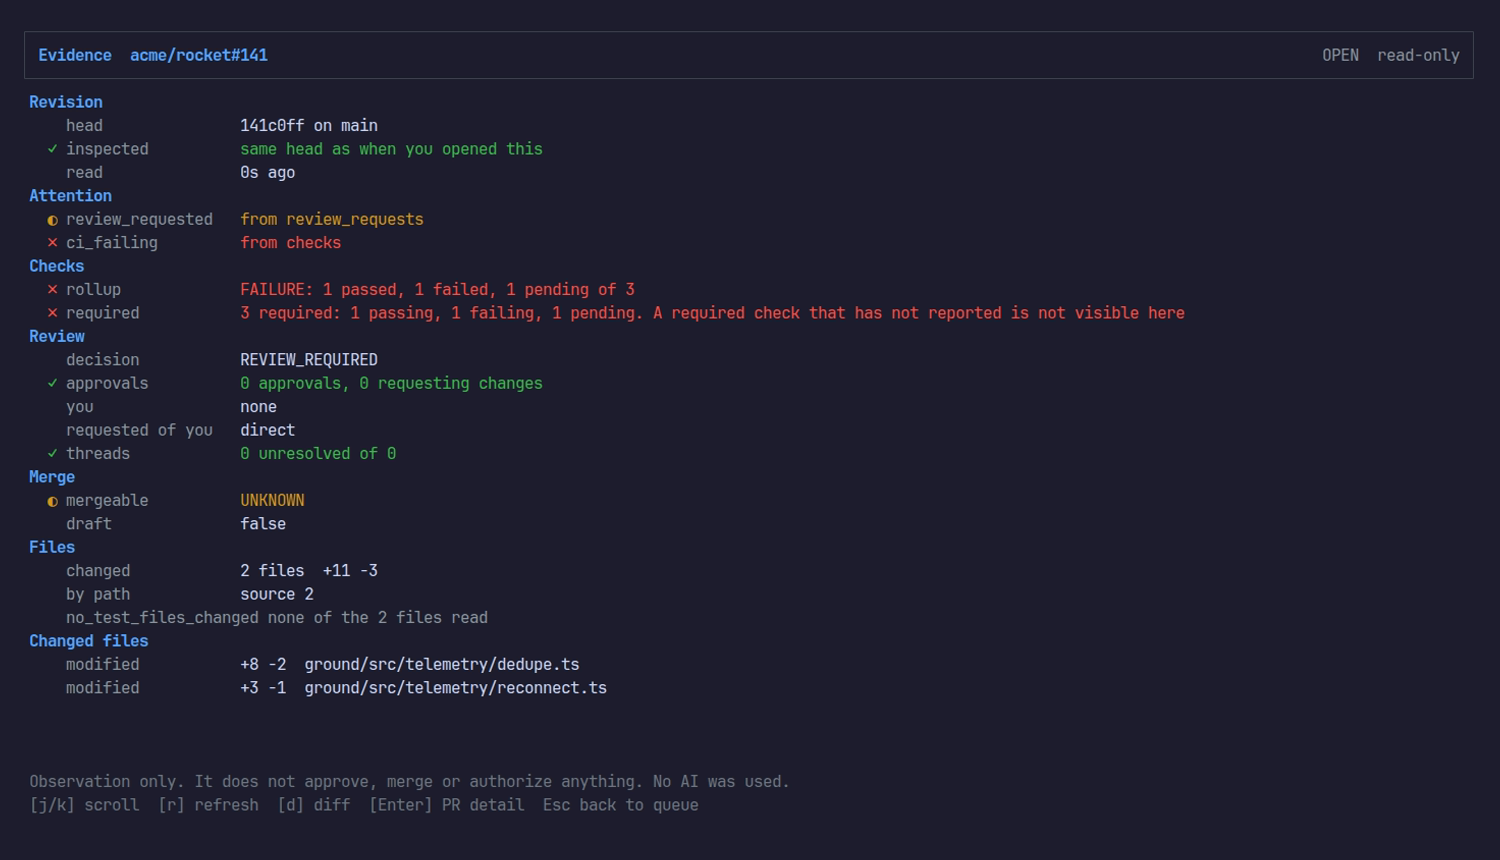 Evidence  acme/rocket#141  OPEN  read-only
Revision
head  141c0ff on main
✓ inspected  same head as when you opened this
read  0s ago
Attention
◐ review_requested  from review_requests
✕ ci_failing  from checks
Checks
✕ rollup  FAILURE: 1 passed, 1 failed, 1 pending of 3
✕ required  3 required: 1 passing, 1 failing, 1 pending. A required check that has not reported is not visible here
Review
decision  REVIEW_REQUIRED
✓ approvals  0 approvals, 0 requesting changes
you  none
requested of you  direct
✓ threads  0 unresolved of 0
Merge
◐ mergeable  UNKNOWN
draft  false
Files
changed  2 files  +11 -3
by path  source 2
no_test_files_changed none of the 2 files read
Changed files
modified  +8 -2  ground/src/telemetry/dedupe.ts
modified  +3 -1  ground/src/telemetry/reconnect.ts
Observation only. It does not approve, merge or authorize anything. No AI was used.
[j/k] scroll  [r] refresh  [d] diff  [Enter] PR detail  Esc back to queue